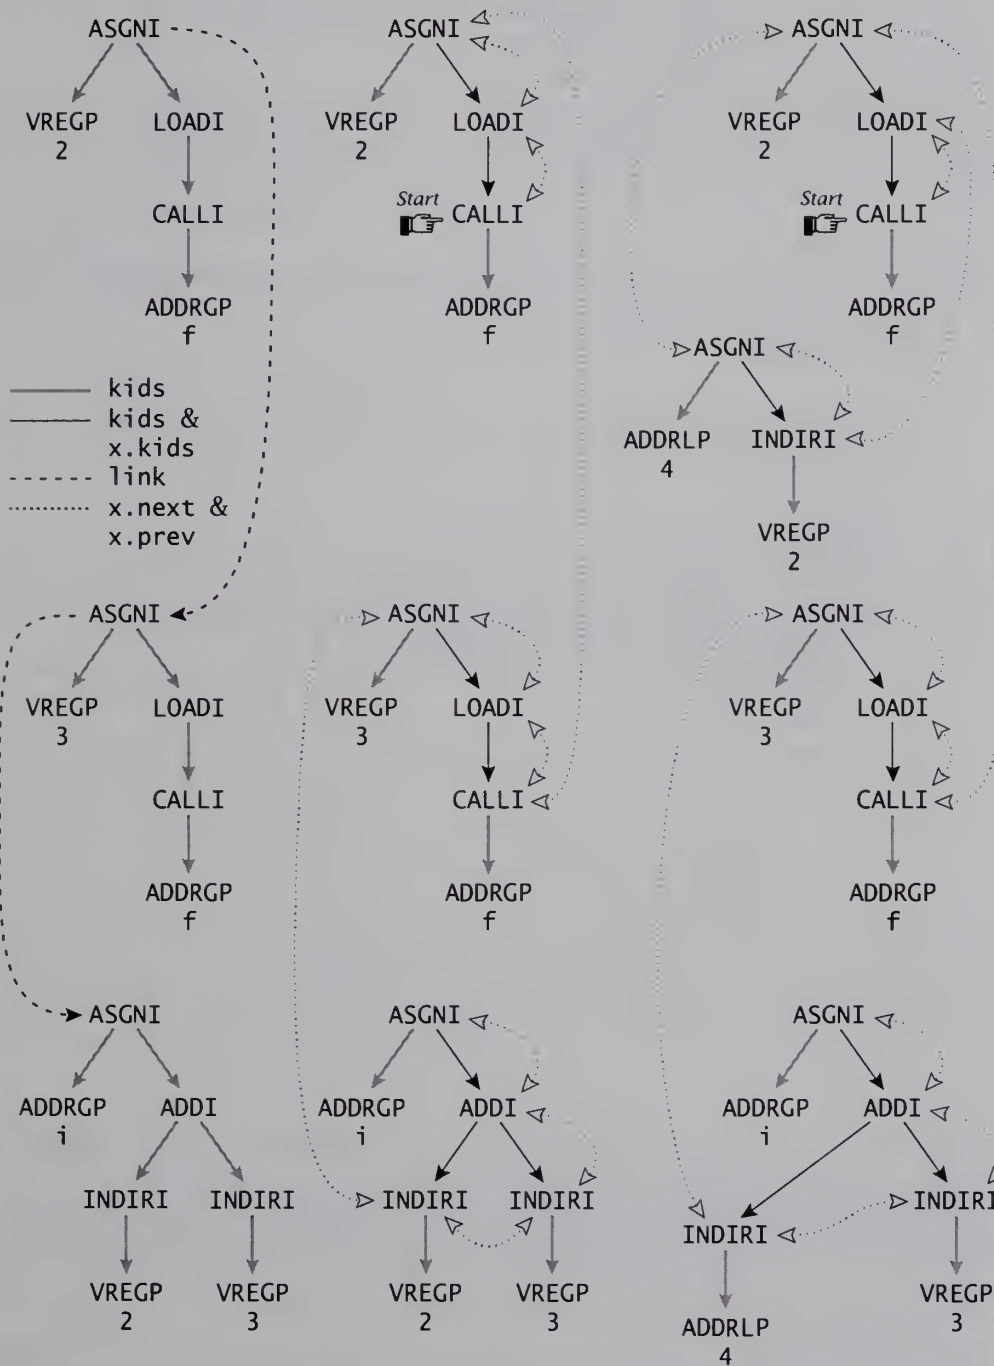 ASGNI ASGNI ASGNI
VREGP LOADI VREGP LOADI VREGP LOADI
2 2 2
CALLI Start CALLI Start CALLI
ADDRGP ADDRGP ADDRGP
f f f
ASGNI
kids
kids &
x.kids
link
x.next &
x.prev
ADDRLP INDIRI
4
VREGP
2
ASGNI ASGNI ASGNI
VREGP LOADI VREGP LOADI VREGP LOADI
3 3 3
CALLI CALLI CALLI
ADDRGP ADDRGP ADDRGP
f f f
ASGNI ASGNI ASGNI
ADDRGP ADDI ADDRGP ADDI ADDRGP ADDI
i i i
INDIRI INDIRI INDIRI INDIRI INDIRI
INDIRI
VREGP VREGP VREGP VREGP VREGP
2 3 2 3 3
ADDRLP
4